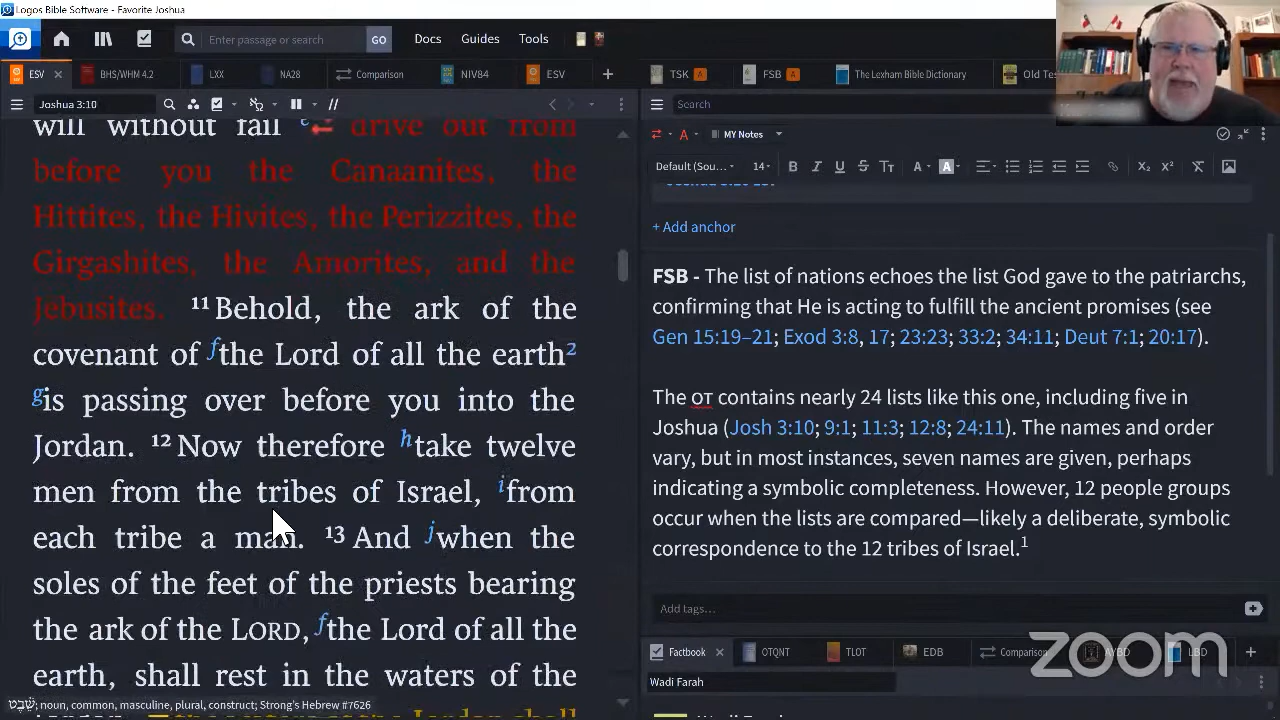 Logos Bible Software - Favorite Joshua
Enter passage or search GO Docs Guides Tools
ESV BHS/WHM 4.2 LXX NA28 Comparison NIV84 ESV
TSK A FSB A The Lexham Bible Dictionary Old Tes
Joshua 3:10
will without fail c drive out from
before you the Canaanites, the
Hittites, the Hivites, the Perizzites, the
Girgashites, the Amorites, and the
Jebusites. 11 Behold, the ark of the
covenant of f the Lord of all the earth2
g is passing over before you into the
Jordan. 12 Now therefore h take twelve
men from the tribes of Israel, i from
each tribe a man. 13 And j when the
soles of the feet of the priests bearing
the ark of the LORD, f the Lord of all the
earth, shall rest in the waters of the
שֵׁבֶט; noun, common, masculine, plural, construct; Strong's Hebrew #7626
Search
A MY Notes
Default (Sou... 14 B I U S TT A A X₂ X²
+ Add anchor
FSB - The list of nations echoes the list God gave to the patriarchs,
confirming that He is acting to fulfill the ancient promises (see
Gen 15:19–21; Exod 3:8, 17; 23:23; 33:2; 34:11; Deut 7:1; 20:17).
The OT contains nearly 24 lists like this one, including five in
Joshua (Josh 3:10; 9:1; 11:3; 12:8; 24:11). The names and order
vary, but in most instances, seven names are given, perhaps
indicating a symbolic completeness. However, 12 people groups
occur when the lists are compared—likely a deliberate, symbolic
correspondence to the 12 tribes of Israel.1
Add tags...
Factbook OTQNT TLOT EDB Comparison AYBD LBD
Wadi Farah
zoom